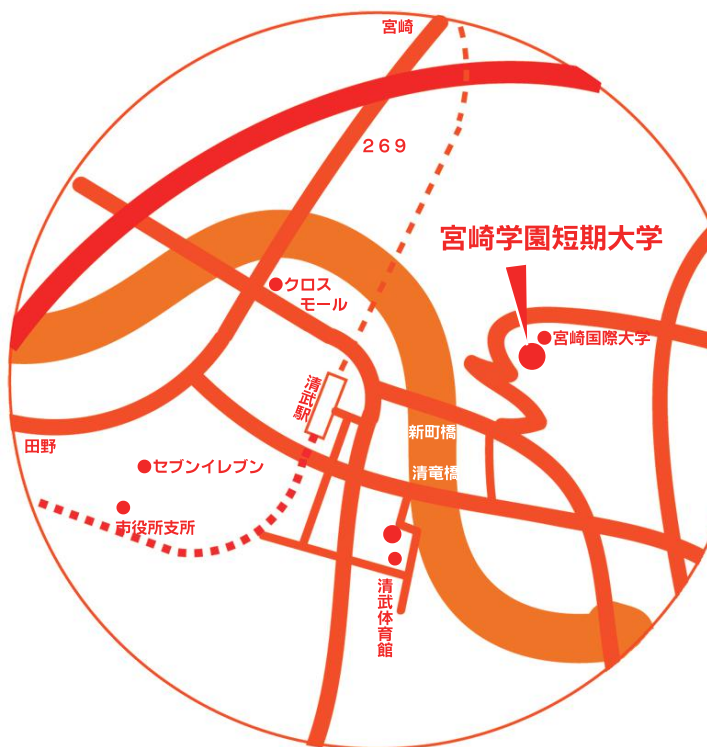 宮崎
269
宮崎学園短期大学
クロス
モール
宮崎国際大学
清武駅
新町橋
田野
セブンイレブン
清竜橋
市役所支所
清武体育館